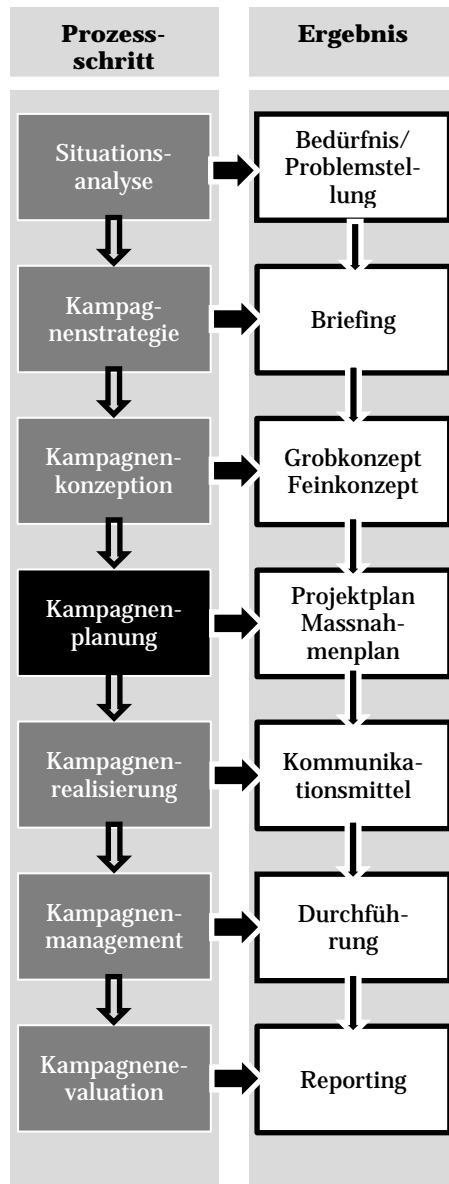 Prozess-
schritt
Ergebnis
Situations-
analyse
Bedürfnis/
Problemstel-
lung
Kampag-
nenstrategie
Briefing
Kampagnen-
konzeption
Grobkonzept
Feinkonzept
Kampagnen-
planung
Projektplan
Massnah-
menplan
Kampagnen-
realisierung
Kommunika-
tionsmittel
Kampagnen-
management
Durchfüh-
rung
Kampagnene-
valuation
Reporting